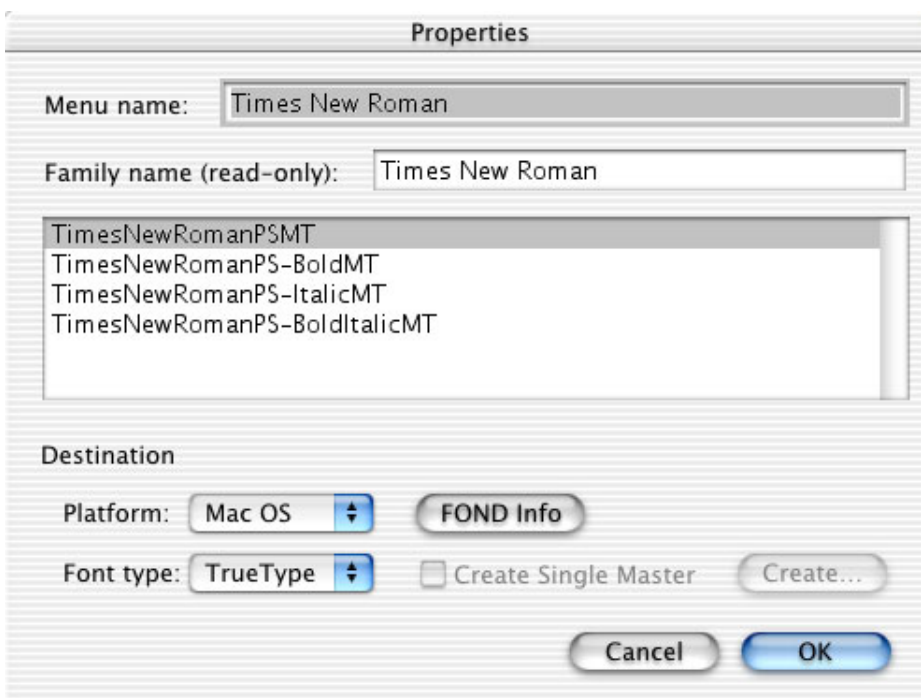 Properties
Menu name: Times New Roman
Family name (read-only): Times New Roman
TimesNewRomanPSMT
TimesNewRomanPS-BoldMT
TimesNewRomanPS-ItalicMT
TimesNewRomanPS-BoldItalicMT
Destination
Platform: Mac OS FOND Info
Font type: TrueType Create Single Master Create...
Cancel OK